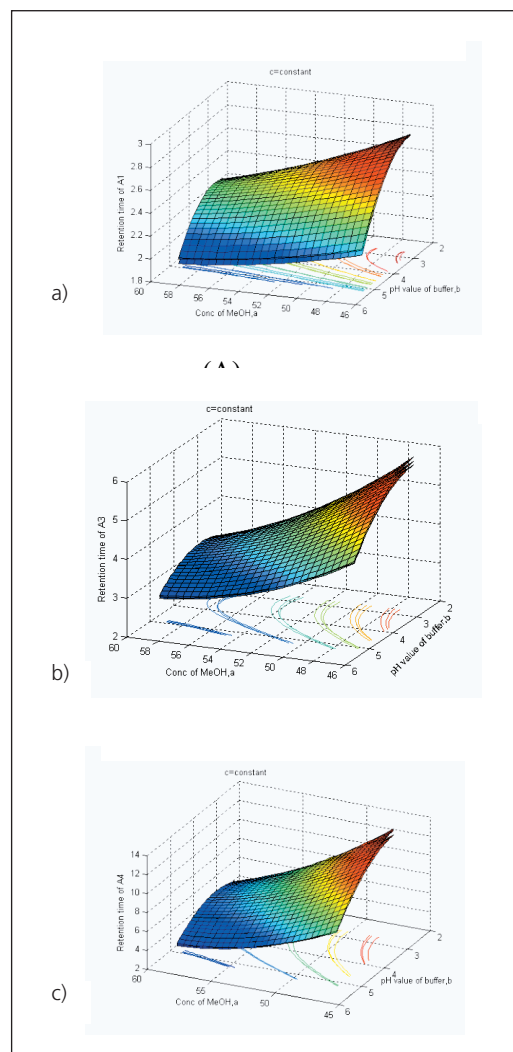 c=constant
3
2.8
2.6
2.4
2.2
2
1.8
Retention time of A1
60 58 56 54 52 50 48 46
Conc of MeOH,a
6 5 4 3 2
pH value of buffer,b
a)
(A)
c=constant
6
5
4
3
2
Retention time of A3
60 58 56 54 52 50 48 46
Conc of MeOH,a
6 5 4 3 2
pH value of buffer,b
b)
c=constant
14
12
10
8
6
4
2
Retention time of A4
60 55 50 45
Conc of MeOH,a
6 5 4 3 2
pH value of buffer,b
c)